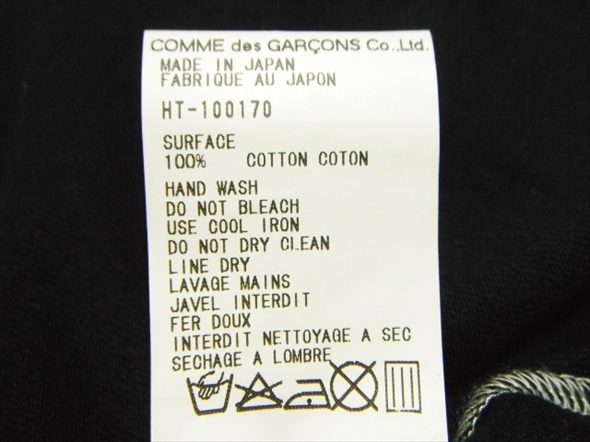 COMME des GARÇONS Co.,Ltd.
MADE IN JAPAN
FABRIQUE AU JAPON
HT-100170
SURFACE
100% COTTON COTON
HAND WASH
DO NOT BLEACH
USE COOL IRON
DO NOT DRY CLEAN
LINE DRY
LAVAGE MAINS
JAVEL INTERDIT
FER DOUX
INTERDIT NETTOYAGE A SEC
SECHAGE A LOMBRE